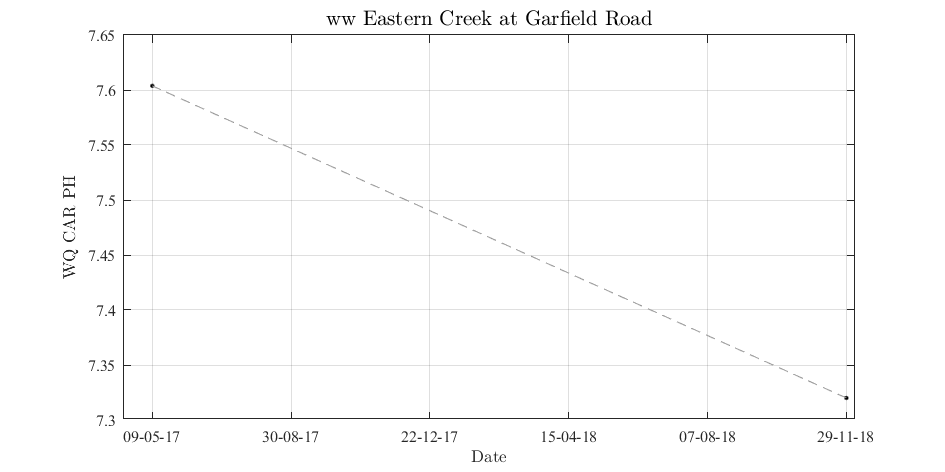 ww Eastern Creek at Garfield Road
7.65
7.6
7.55
7.5
7.45
7.4
7.35
7.3
WQ CAR PH
09-05-17 30-08-17 22-12-17 15-04-18 07-08-18 29-11-18
Date